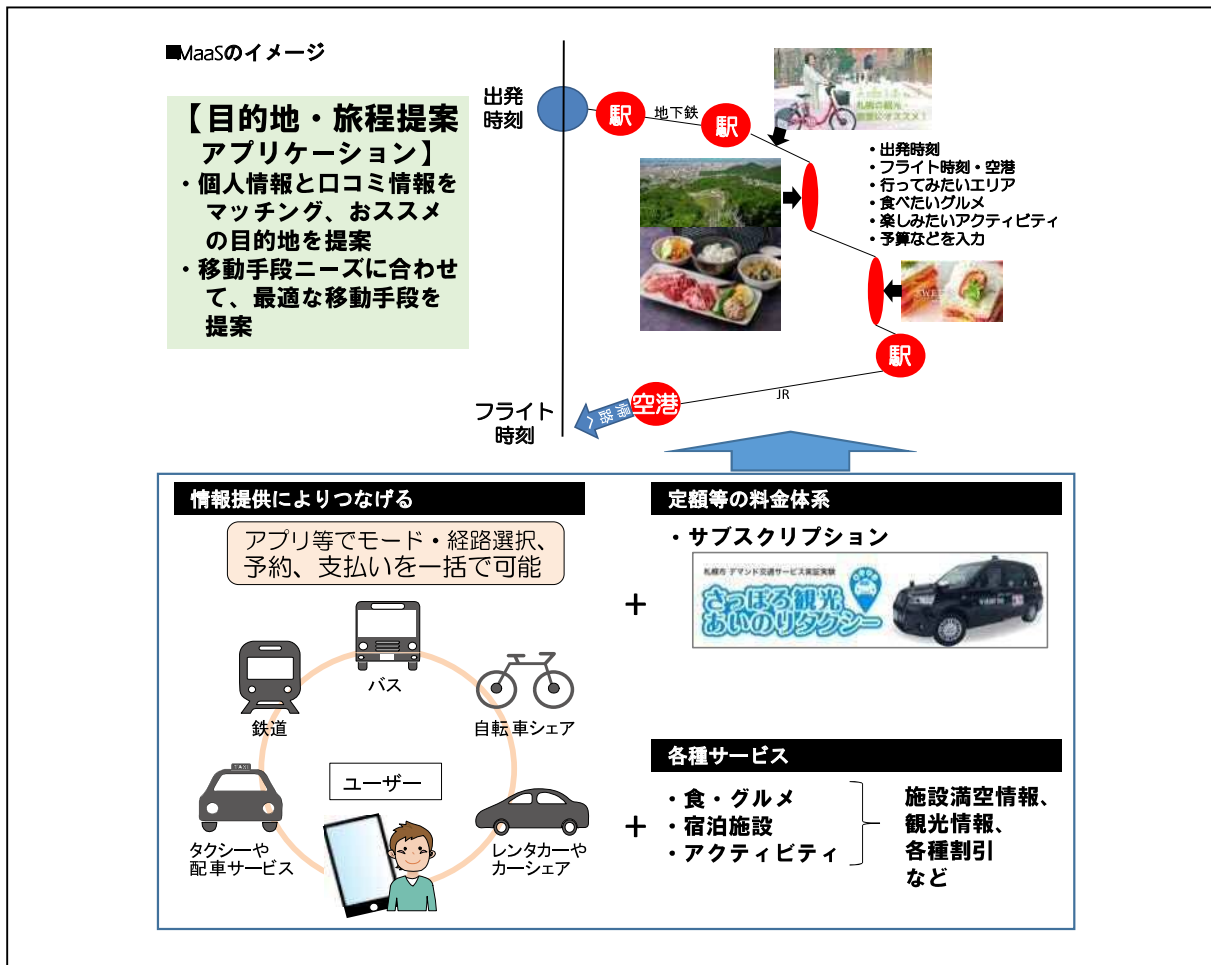 ■MaaSのイメージ
【目的地・旅程提案
アプリケーション】
・個人情報と口コミ情報を
マッチング、おススメ
の目的地を提案
・移動手段ニーズに合わせ
て、最適な移動手段を
提案
出発
時刻
駅
地下鉄
駅
札幌の観光・
・出発時刻
・フライト時刻・空港
・行ってみたいエリア
・食べたいグルメ
・楽しみたいアクティビティ
・予算などを入力
駅
JR
空港
帰路へ
フライト
時刻
情報提供によりつなげる
アプリ等でモード・経路選択、
予約、支払いを一括で可能
バス
鉄道
自転車シェア
TAXI
タクシーや
配車サービス
ユーザー
レンタカーや
カーシェア
+
定額等の料金体系
・サブスクリプション
札幌市 デマンド交通サービス実証実験
さっぽろ観光
あいのりタクシー
+
各種サービス
・食・グルメ
・宿泊施設
・アクティビティ
施設満空情報、
観光情報、
各種割引
など